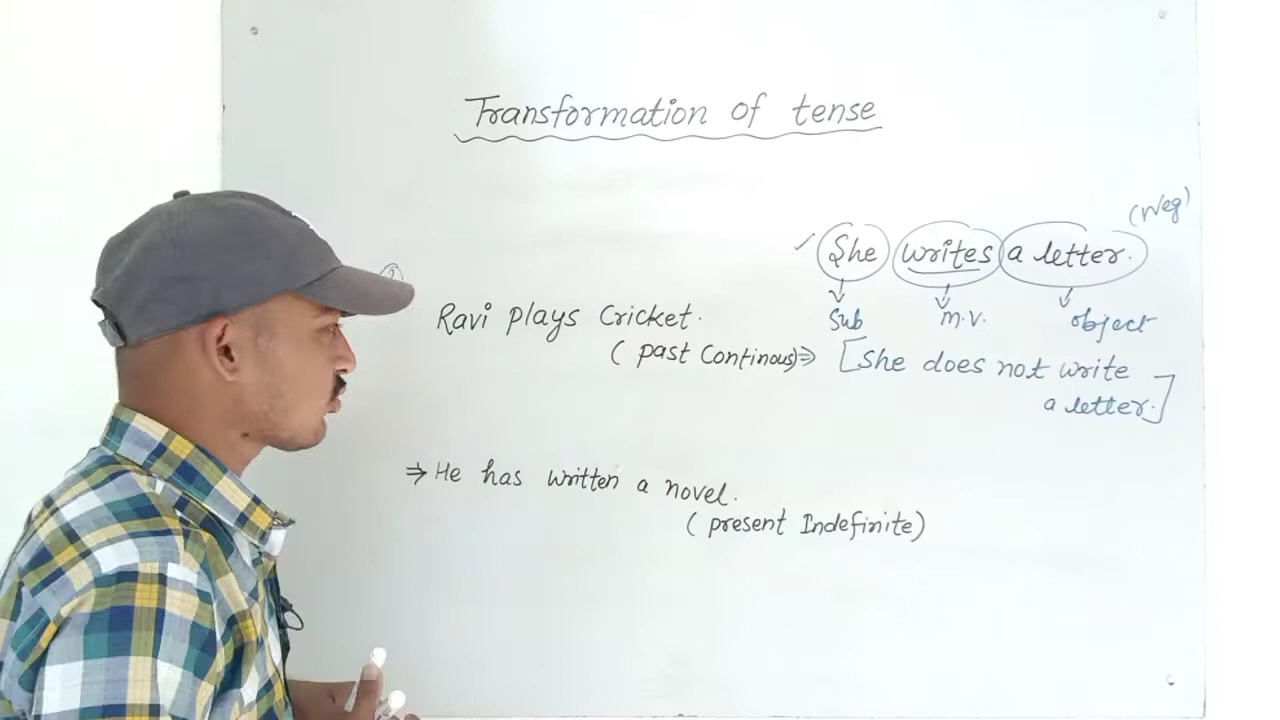 Transformation of tense
(Neg)
She writes a letter.
Sub m.v. object
Ravi plays Cricket.
(past Continous) ⇒ [She does not write
a letter.]
⇒ He has written a novel.
(present Indefinite)